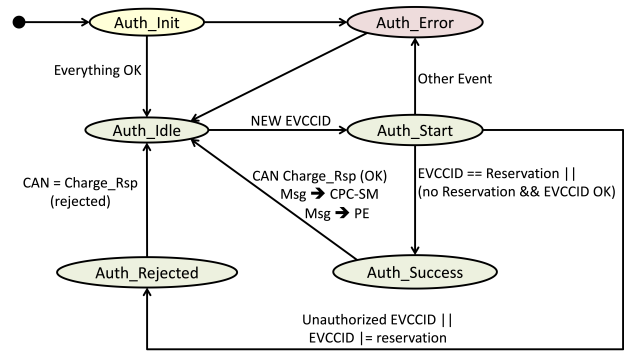 Auth_Init
Auth_Error
Everything OK
Other Event
Auth_Idle
NEW EVCCID
Auth_Start
CAN = Charge_Rsp
(rejected)
CAN Charge_Rsp (OK)
Msg ➔ CPC-SM
Msg ➔ PE
EVCCID == Reservation ||
(no Reservation && EVCCID OK)
Auth_Rejected
Auth_Success
Unauthorized EVCCID ||
EVCCID |= reservation